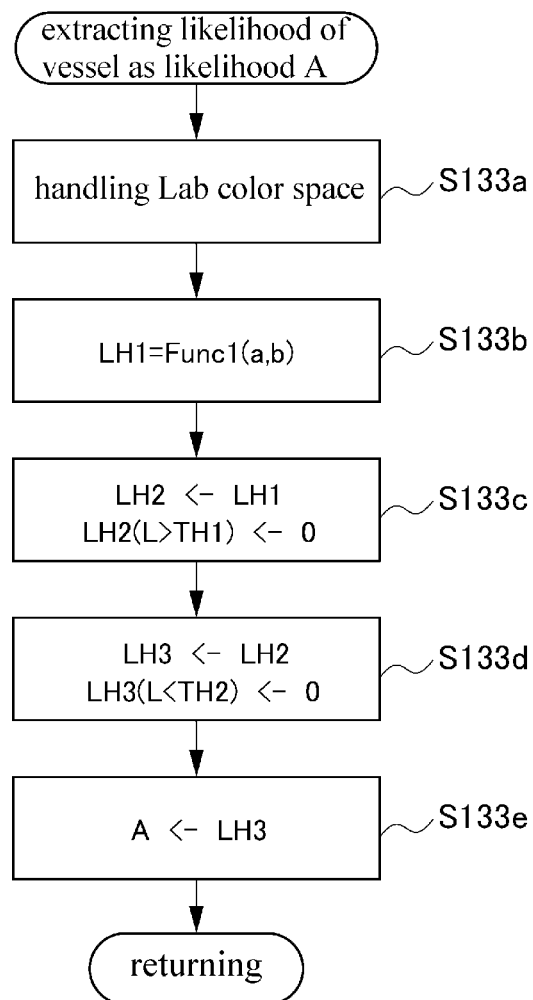 extracting likelihood of
vessel as likelihood A
handling Lab color space
S133a
LH1=Func1(a,b)
S133b
LH2 <- LH1
LH2(L>TH1) <- 0
S133c
LH3 <- LH2
LH3(L<TH2) <- 0
S133d
A <- LH3
S133e
returning